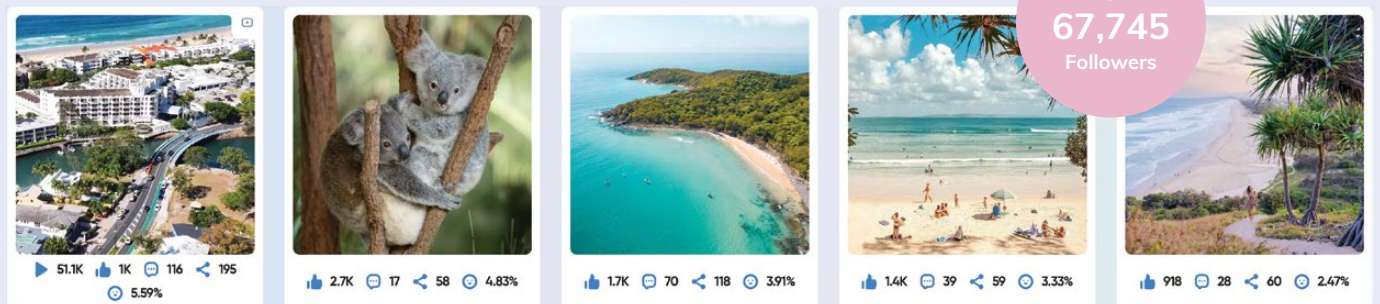 67,745
Followers
51.1K 1K 116 195
5.59%
2.7K 17 58 4.83%
1.7K 70 118 3.91%
1.4K 39 59 3.33%
918 28 60 2.47%